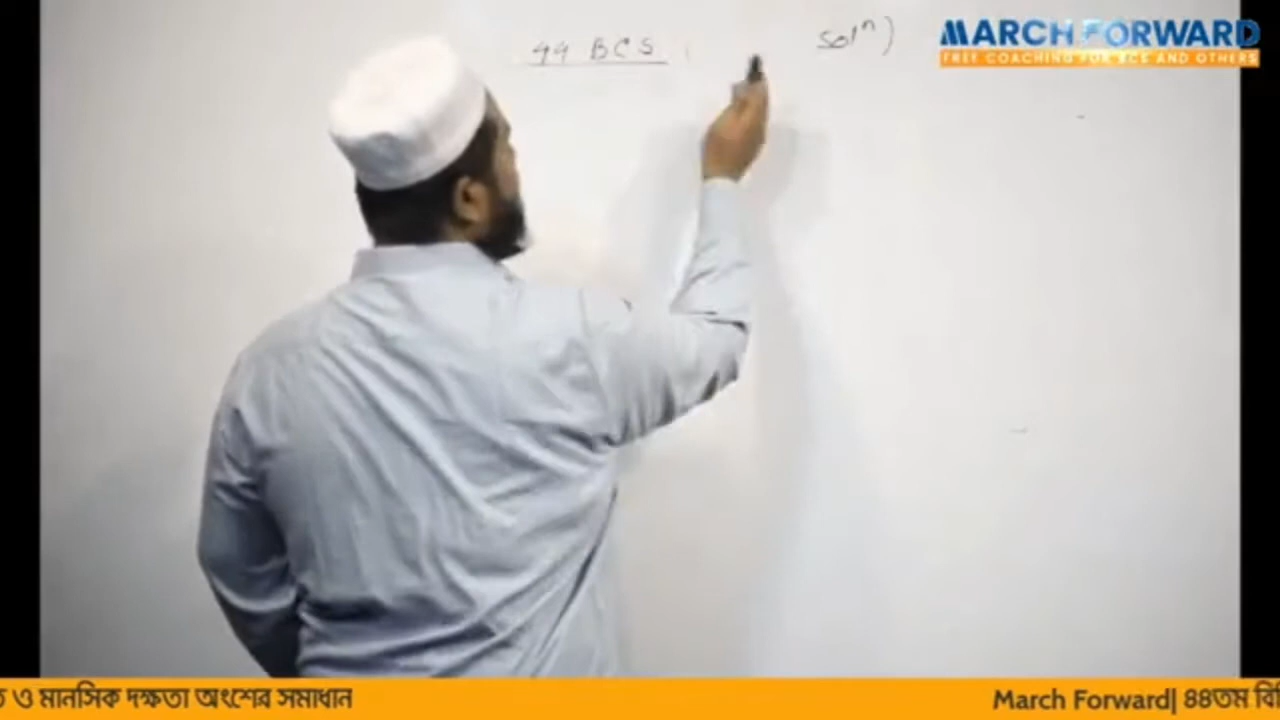 44 BCS
Solⁿ)
MARCH FORWARD
FREE COACHING FOR BCS AND OTHERS
ও মানসিক দক্ষতা অংশের সমাধান
March Forward| ৪৪তম